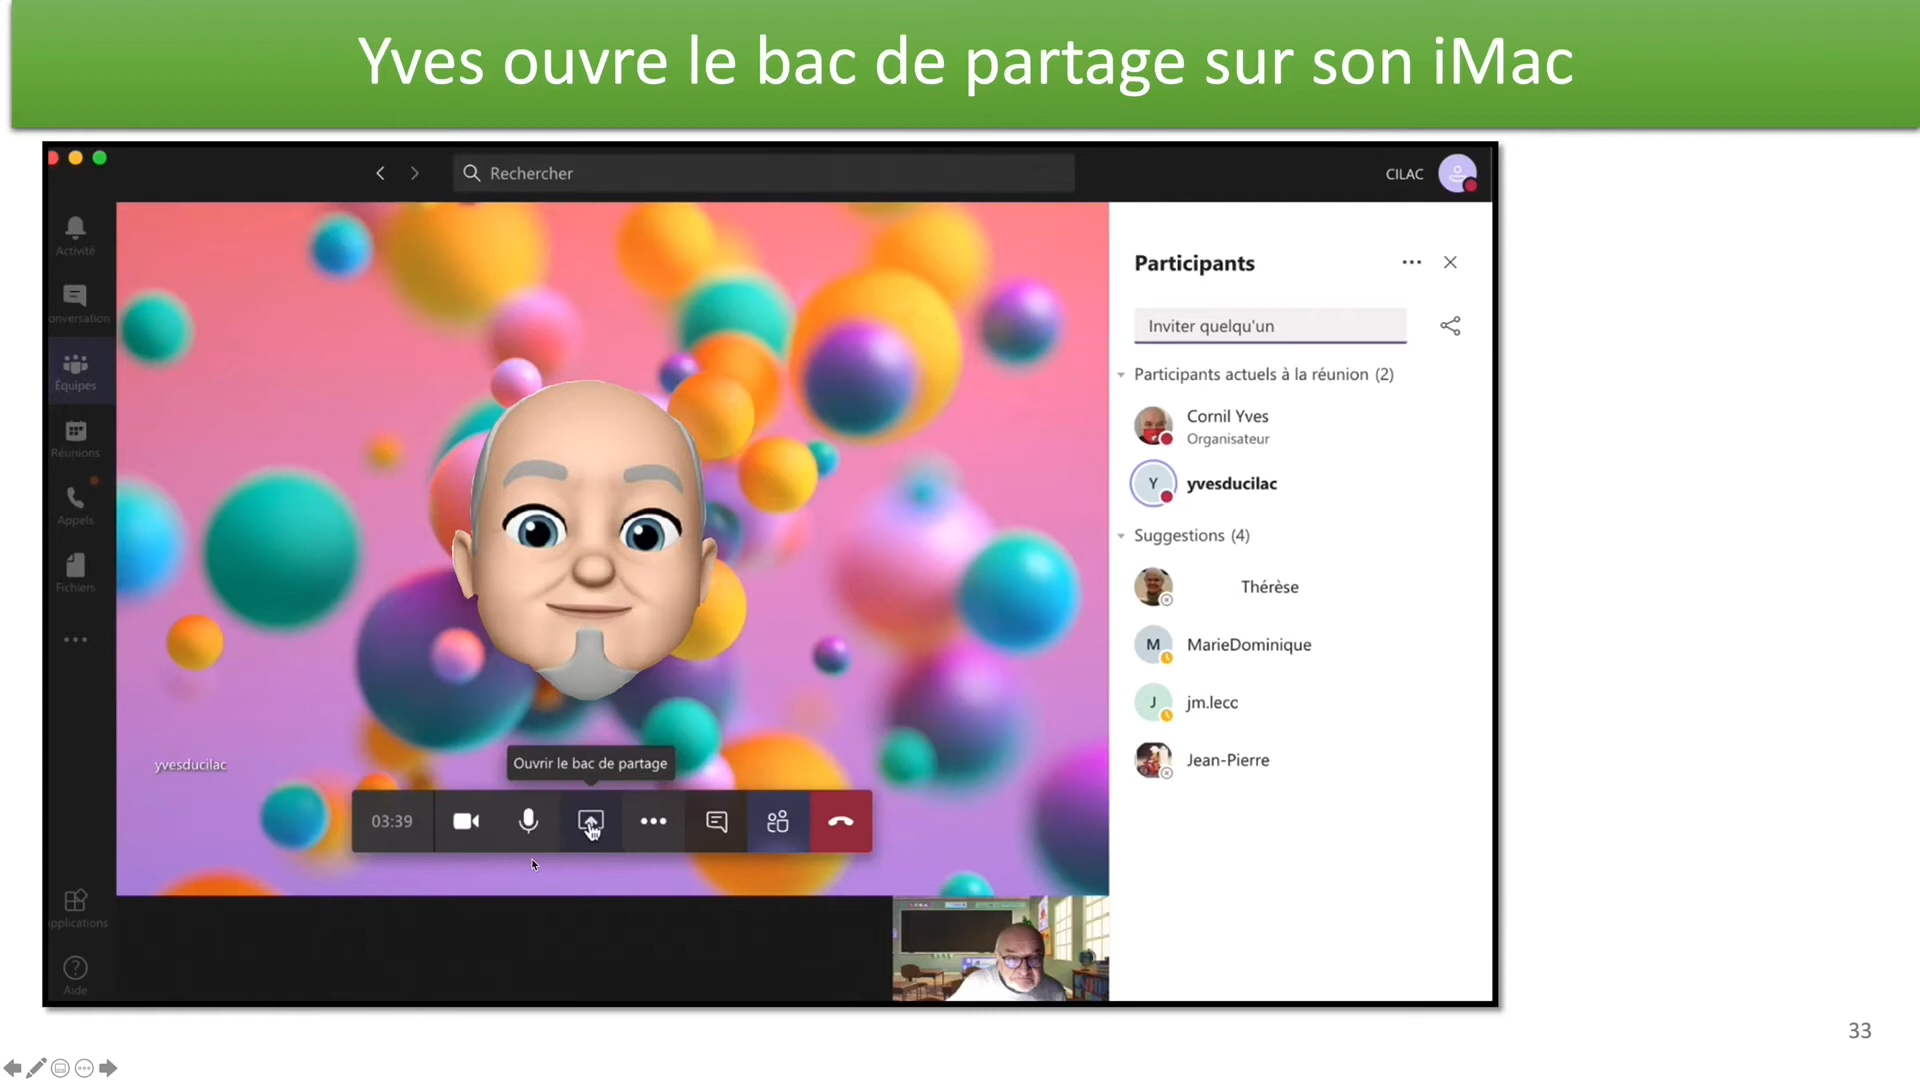 Yves ouvre le bac de partage sur son iMac
Rechercher
CILAC
Activité
onversation
Équipes
Réunions
Appels
Fichiers
pplications
Aide
yvesducilac
Ouvrir le bac de partage
03:39
Participants
Inviter quelqu'un
Participants actuels à la réunion (2)
Cornil Yves
Organisateur
Y
yvesducilac
Suggestions (4)
Thérèse
M
MarieDominique
J
jm.lecc
Jean-Pierre
33